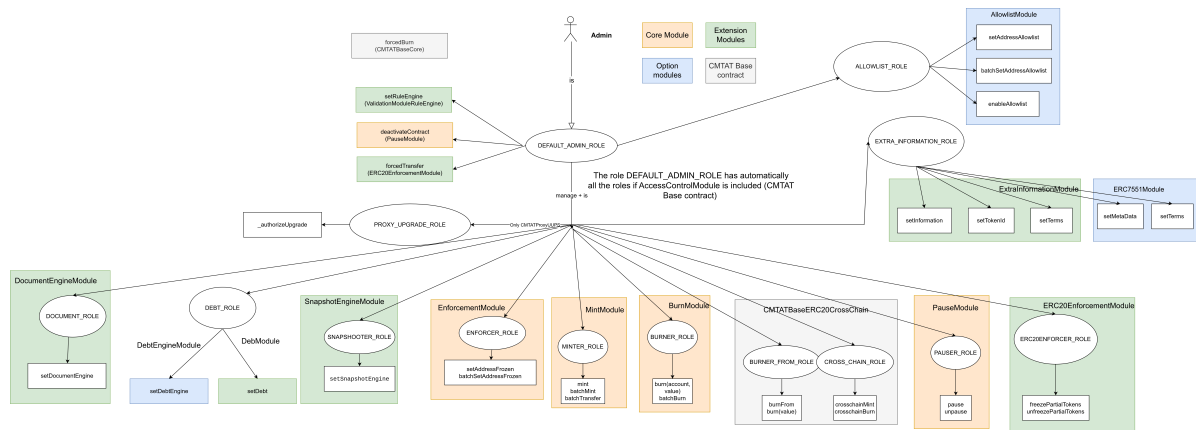 AllowlistModule
setAddressAllowlist
batchSetAddressAllowlist
enableAllowlist
ALLOWLIST_ROLE
Admin
Core Module
Extension
Modules
Option
modules
CMTAT Base
contract
forcedBurn
(CMTATBaseCore)
is
setRuleEngine
(ValidationModuleRuleEngine)
deactivateContract
(PauseModule)
forcedTransfer
(ERC20EnforcementModule)
DEFAULT_ADMIN_ROLE
EXTRA_INFORMATION_ROLE
The role DEFAULT_ADMIN_ROLE has automatically
all the roles if AccessControlModule is included (CMTAT
Base contract)
manage + is
ExtraInformationModule
setInformation
setTokenId
setTerms
ERC7551Module
setMetaData
setTerms
_authorizeUpgrade
PROXY_UPGRADE_ROLE
Only CMTATProxyUUPS
DocumentEngineModule
DOCUMENT_ROLE
setDocumentEngine
DEBT_ROLE
DebtEngineModule
DebModule
setDebtEngine
setDebt
SnapshotEngineModule
SNAPSHOOTER_ROLE
setSnapshotEngine
EnforcementModule
ENFORCER_ROLE
setAddressFrozen
batchSetAddressFrozen
MintModule
MINTER_ROLE
mint
batchMint
batchTransfer
BurnModule
BURNER_ROLE
burn(account,
value)
batchBurn
CMTATBaseERC20CrossChain
BURNER_FROM_ROLE
CROSS_CHAIN_ROLE
burnFrom
burn(value)
crosschainMint
crosschainBurn
PauseModule
PAUSER_ROLE
pause
unpause
ERC20EnforcementModule
ERC20ENFORCER_ROLE
freezePartialTokens
unfreezePartialTokens